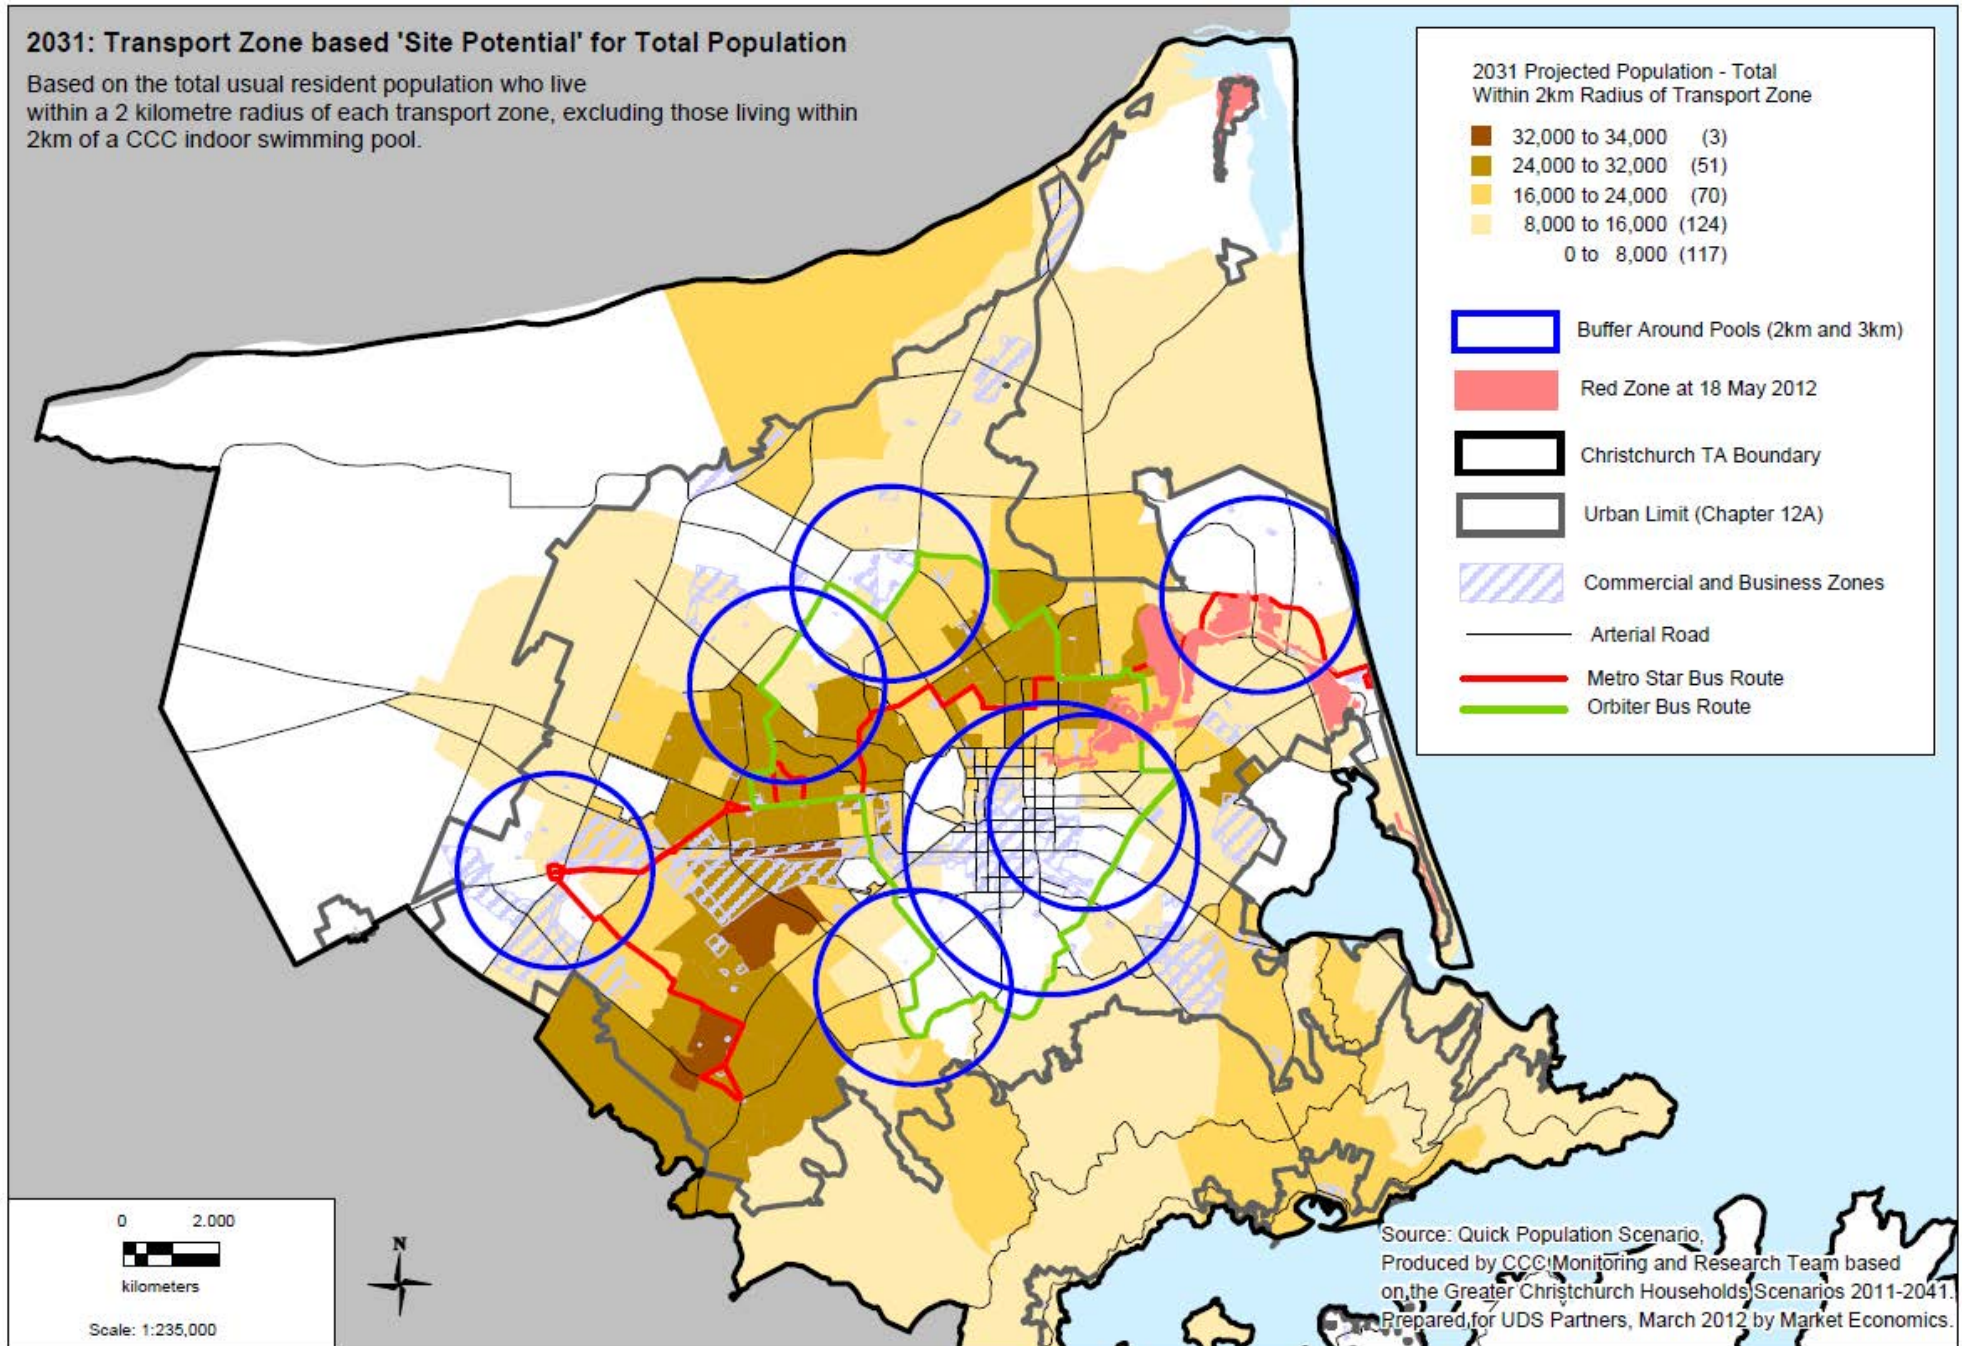 2031: Transport Zone based 'Site Potential' for Total Population
Based on the total usual resident population who live
within a 2 kilometre radius of each transport zone, excluding those living within
2km of a CCC indoor swimming pool.
2031 Projected Population - Total
Within 2km Radius of Transport Zone
32,000 to 34,000 (3)
24,000 to 32,000 (51)
16,000 to 24,000 (70)
8,000 to 16,000 (124)
0 to 8,000 (117)
Buffer Around Pools (2km and 3km)
Red Zone at 18 May 2012
Christchurch TA Boundary
Urban Limit (Chapter 12A)
Commercial and Business Zones
Arterial Road
Metro Star Bus Route
Orbiter Bus Route
0 2.000
kilometers
Scale: 1:235,000
N
Source: Quick Population Scenario,
Produced by CCC Monitoring and Research Team based
on the Greater Christchurch Households Scenarios 2011-2041.
Prepared for UDS Partners, March 2012 by Market Economics.